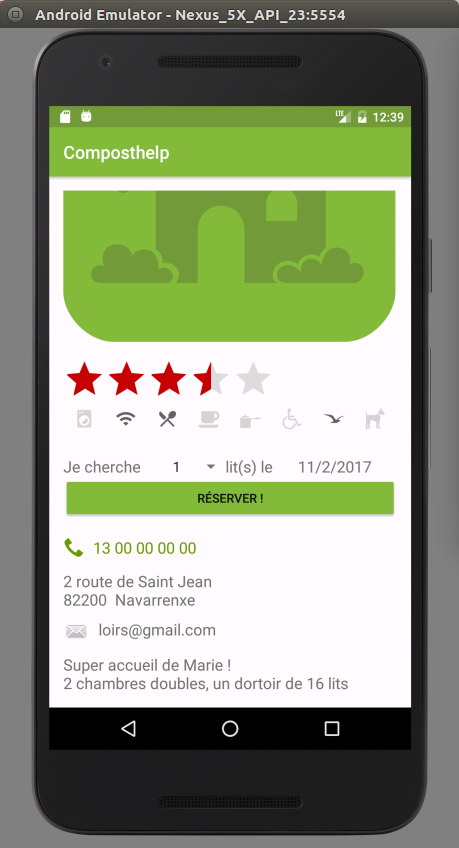 Android Emulator - Nexus_5X_API_23:5554
LTE 12:39
Composthelp
Je cherche 1 lit(s) le 11/2/2017
RÉSERVER !
13 00 00 00 00
2 route de Saint Jean
82200 Navarrenxe
loirs@gmail.com
Super accueil de Marie !
2 chambres doubles, un dortoir de 16 lits